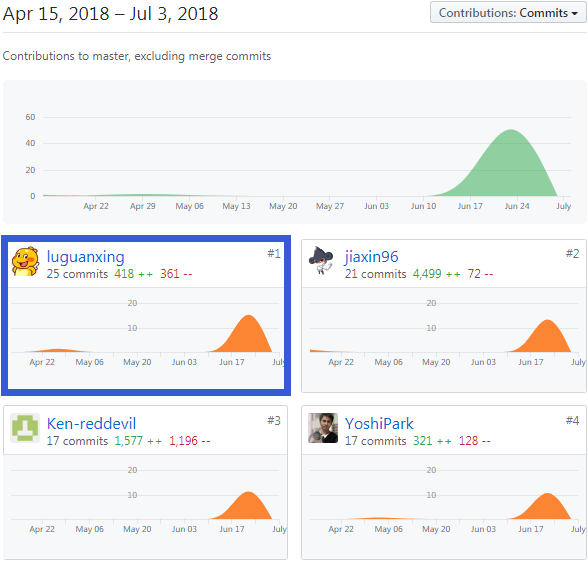 Apr 15, 2018 – Jul 3, 2018
Contributions: Commits
Contributions to master, excluding merge commits
60
40
20
0
Apr 22 Apr 29 May 06 May 13 May 20 May 27 Jun 03 Jun 10 Jun 17 Jun 24 July
luguanxing #1
25 commits 418 ++ 361 --
20
10
Apr 22 May 06 May 20 Jun 03 Jun 17 July
jiaxin96 #2
21 commits 4,499 ++ 72 --
20
10
Apr 22 May 06 May 20 Jun 03 Jun 17 July
Ken-reddevil #3
17 commits 1,577 ++ 1,196 --
20
10
Apr 22 May 06 May 20 Jun 03 Jun 17 July
YoshiPark #4
17 commits 321 ++ 128 --
20
10
Apr 22 May 06 May 20 Jun 03 Jun 17 July